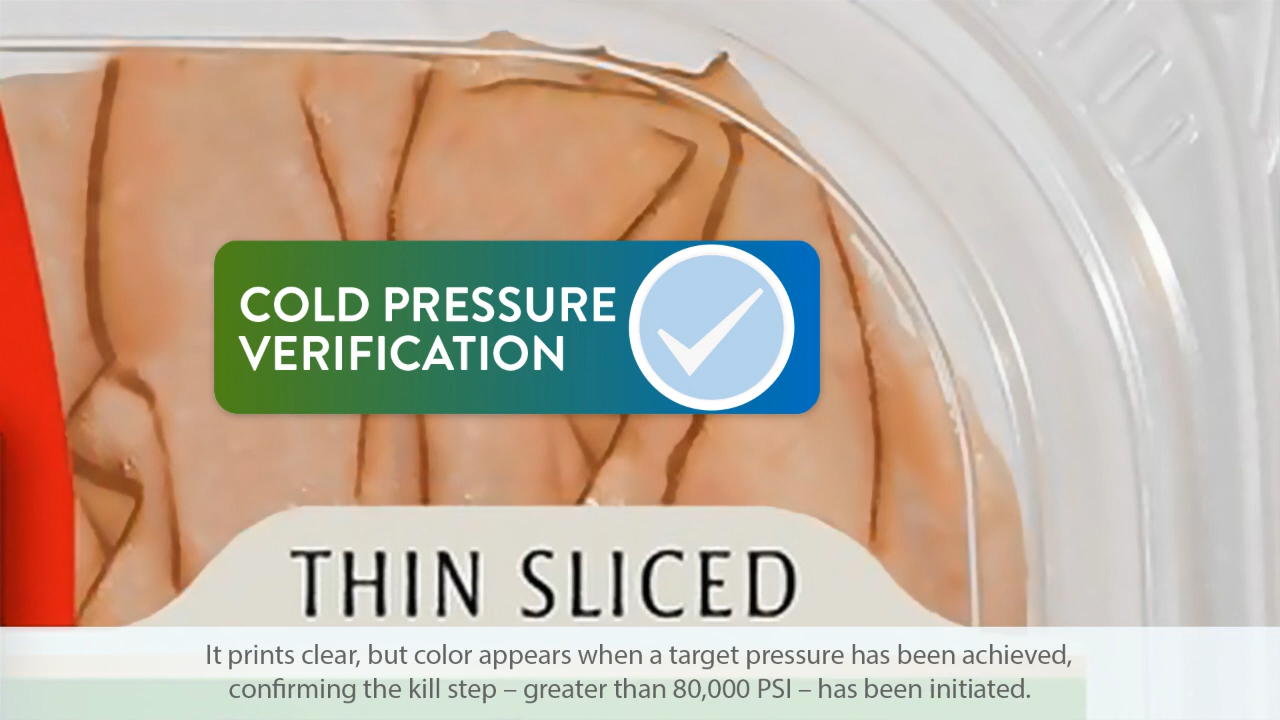 COLD PRESSURE
VERIFICATION
THIN SLICED
It prints clear, but color appears when a target pressure has been achieved,
confirming the kill step – greater than 80,000 PSI – has been initiated.